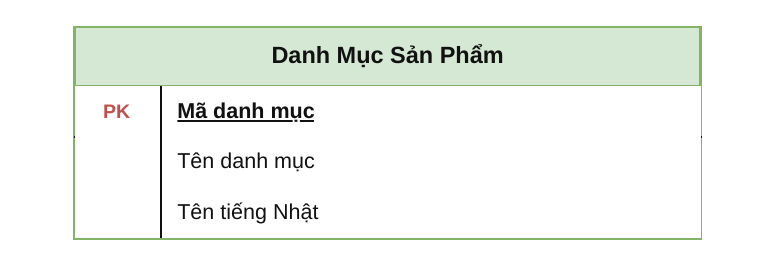 Danh Mục Sản Phẩm
PK Mã danh mục
Tên danh mục
Tên tiếng Nhật